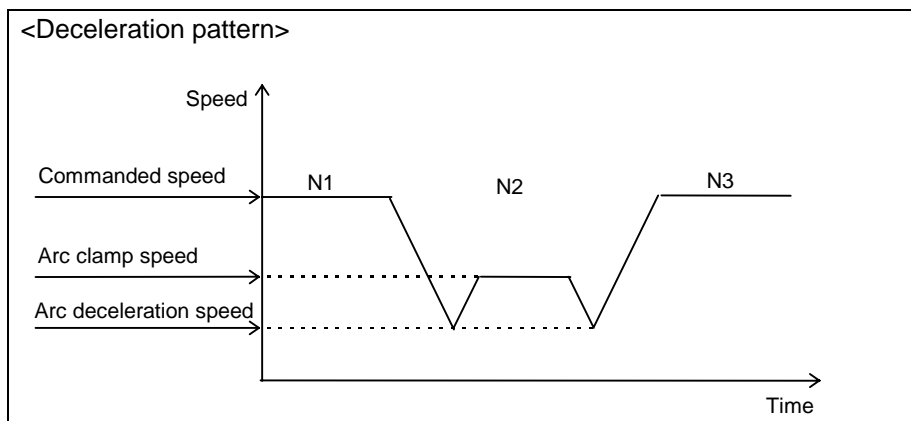 <Deceleration pattern>
Speed
Commanded speed
N1
N2
N3
Arc clamp speed
Arc deceleration speed
Time